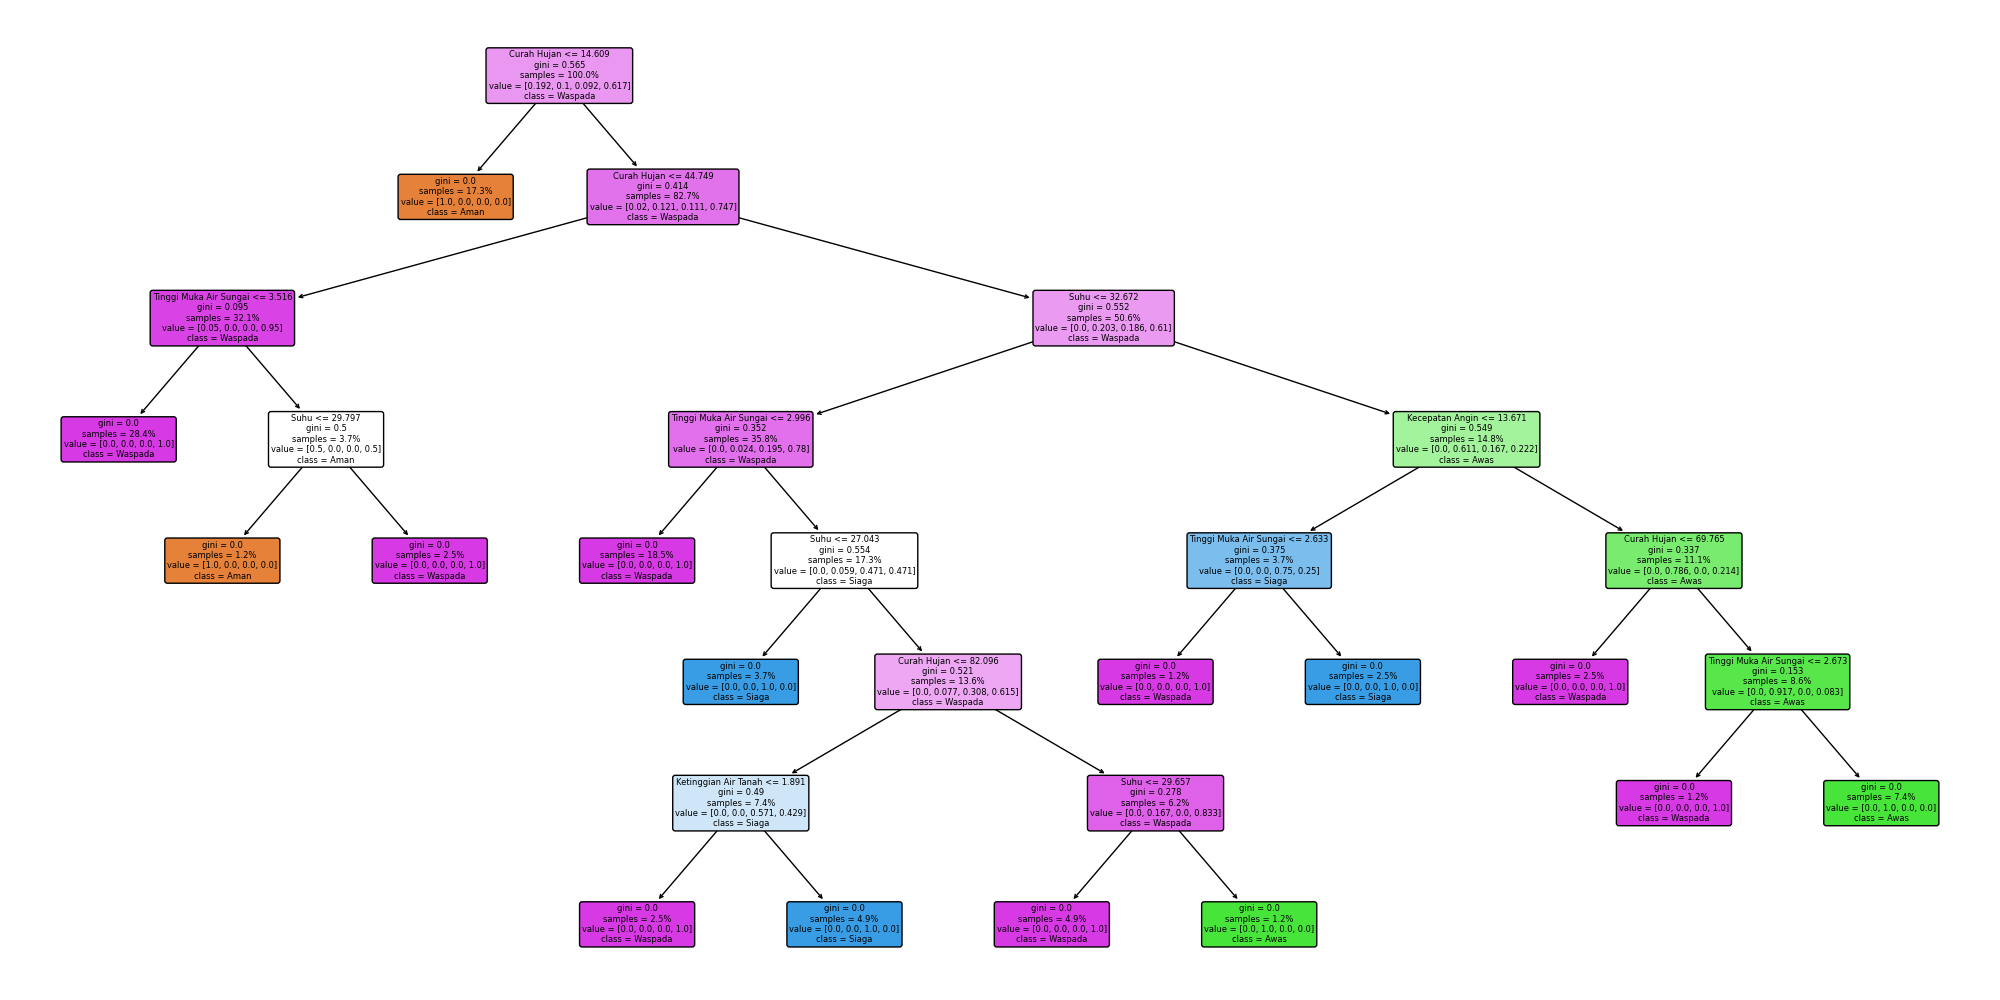 Curah Hujan <= 14.609
gini = 0.565
samples = 100.0%
value = [0.192, 0.1, 0.092, 0.617]
class = Waspada
gini = 0.0
samples = 17.3%
value = [1.0, 0.0, 0.0, 0.0]
class = Aman
Curah Hujan <= 44.749
gini = 0.414
samples = 82.7%
value = [0.02, 0.121, 0.111, 0.747]
class = Waspada
Tinggi Muka Air Sungai <= 3.516
gini = 0.095
samples = 32.1%
value = [0.05, 0.0, 0.0, 0.95]
class = Waspada
Suhu <= 32.672
gini = 0.552
samples = 50.6%
value = [0.0, 0.203, 0.186, 0.61]
class = Waspada
gini = 0.0
samples = 28.4%
value = [0.0, 0.0, 0.0, 1.0]
class = Waspada
Suhu <= 29.797
gini = 0.5
samples = 3.7%
value = [0.5, 0.0, 0.0, 0.5]
class = Aman
Tinggi Muka Air Sungai <= 2.996
gini = 0.352
samples = 35.8%
value = [0.0, 0.024, 0.195, 0.78]
class = Waspada
Kecepatan Angin <= 13.671
gini = 0.549
samples = 14.8%
value = [0.0, 0.611, 0.167, 0.222]
class = Awas
gini = 0.0
samples = 1.2%
value = [1.0, 0.0, 0.0, 0.0]
class = Aman
gini = 0.0
samples = 2.5%
value = [0.0, 0.0, 0.0, 1.0]
class = Waspada
gini = 0.0
samples = 18.5%
value = [0.0, 0.0, 0.0, 1.0]
class = Waspada
Suhu <= 27.043
gini = 0.554
samples = 17.3%
value = [0.0, 0.059, 0.471, 0.471]
class = Siaga
Tinggi Muka Air Sungai <= 2.633
gini = 0.375
samples = 3.7%
value = [0.0, 0.0, 0.75, 0.25]
class = Siaga
Curah Hujan <= 69.765
gini = 0.337
samples = 11.1%
value = [0.0, 0.786, 0.0, 0.214]
class = Awas
gini = 0.0
samples = 3.7%
value = [0.0, 0.0, 1.0, 0.0]
class = Siaga
Curah Hujan <= 82.096
gini = 0.521
samples = 13.6%
value = [0.0, 0.077, 0.308, 0.615]
class = Waspada
gini = 0.0
samples = 1.2%
value = [0.0, 0.0, 0.0, 1.0]
class = Waspada
gini = 0.0
samples = 2.5%
value = [0.0, 0.0, 1.0, 0.0]
class = Siaga
gini = 0.0
samples = 2.5%
value = [0.0, 0.0, 0.0, 1.0]
class = Waspada
Tinggi Muka Air Sungai <= 2.673
gini = 0.153
samples = 8.6%
value = [0.0, 0.917, 0.0, 0.083]
class = Awas
Ketinggian Air Tanah <= 1.891
gini = 0.49
samples = 7.4%
value = [0.0, 0.0, 0.571, 0.429]
class = Siaga
Suhu <= 29.657
gini = 0.278
samples = 6.2%
value = [0.0, 0.167, 0.0, 0.833]
class = Waspada
gini = 0.0
samples = 1.2%
value = [0.0, 0.0, 0.0, 1.0]
class = Waspada
gini = 0.0
samples = 7.4%
value = [0.0, 1.0, 0.0, 0.0]
class = Awas
gini = 0.0
samples = 2.5%
value = [0.0, 0.0, 0.0, 1.0]
class = Waspada
gini = 0.0
samples = 4.9%
value = [0.0, 0.0, 1.0, 0.0]
class = Siaga
gini = 0.0
samples = 4.9%
value = [0.0, 0.0, 0.0, 1.0]
class = Waspada
gini = 0.0
samples = 1.2%
value = [0.0, 1.0, 0.0, 0.0]
class = Awas